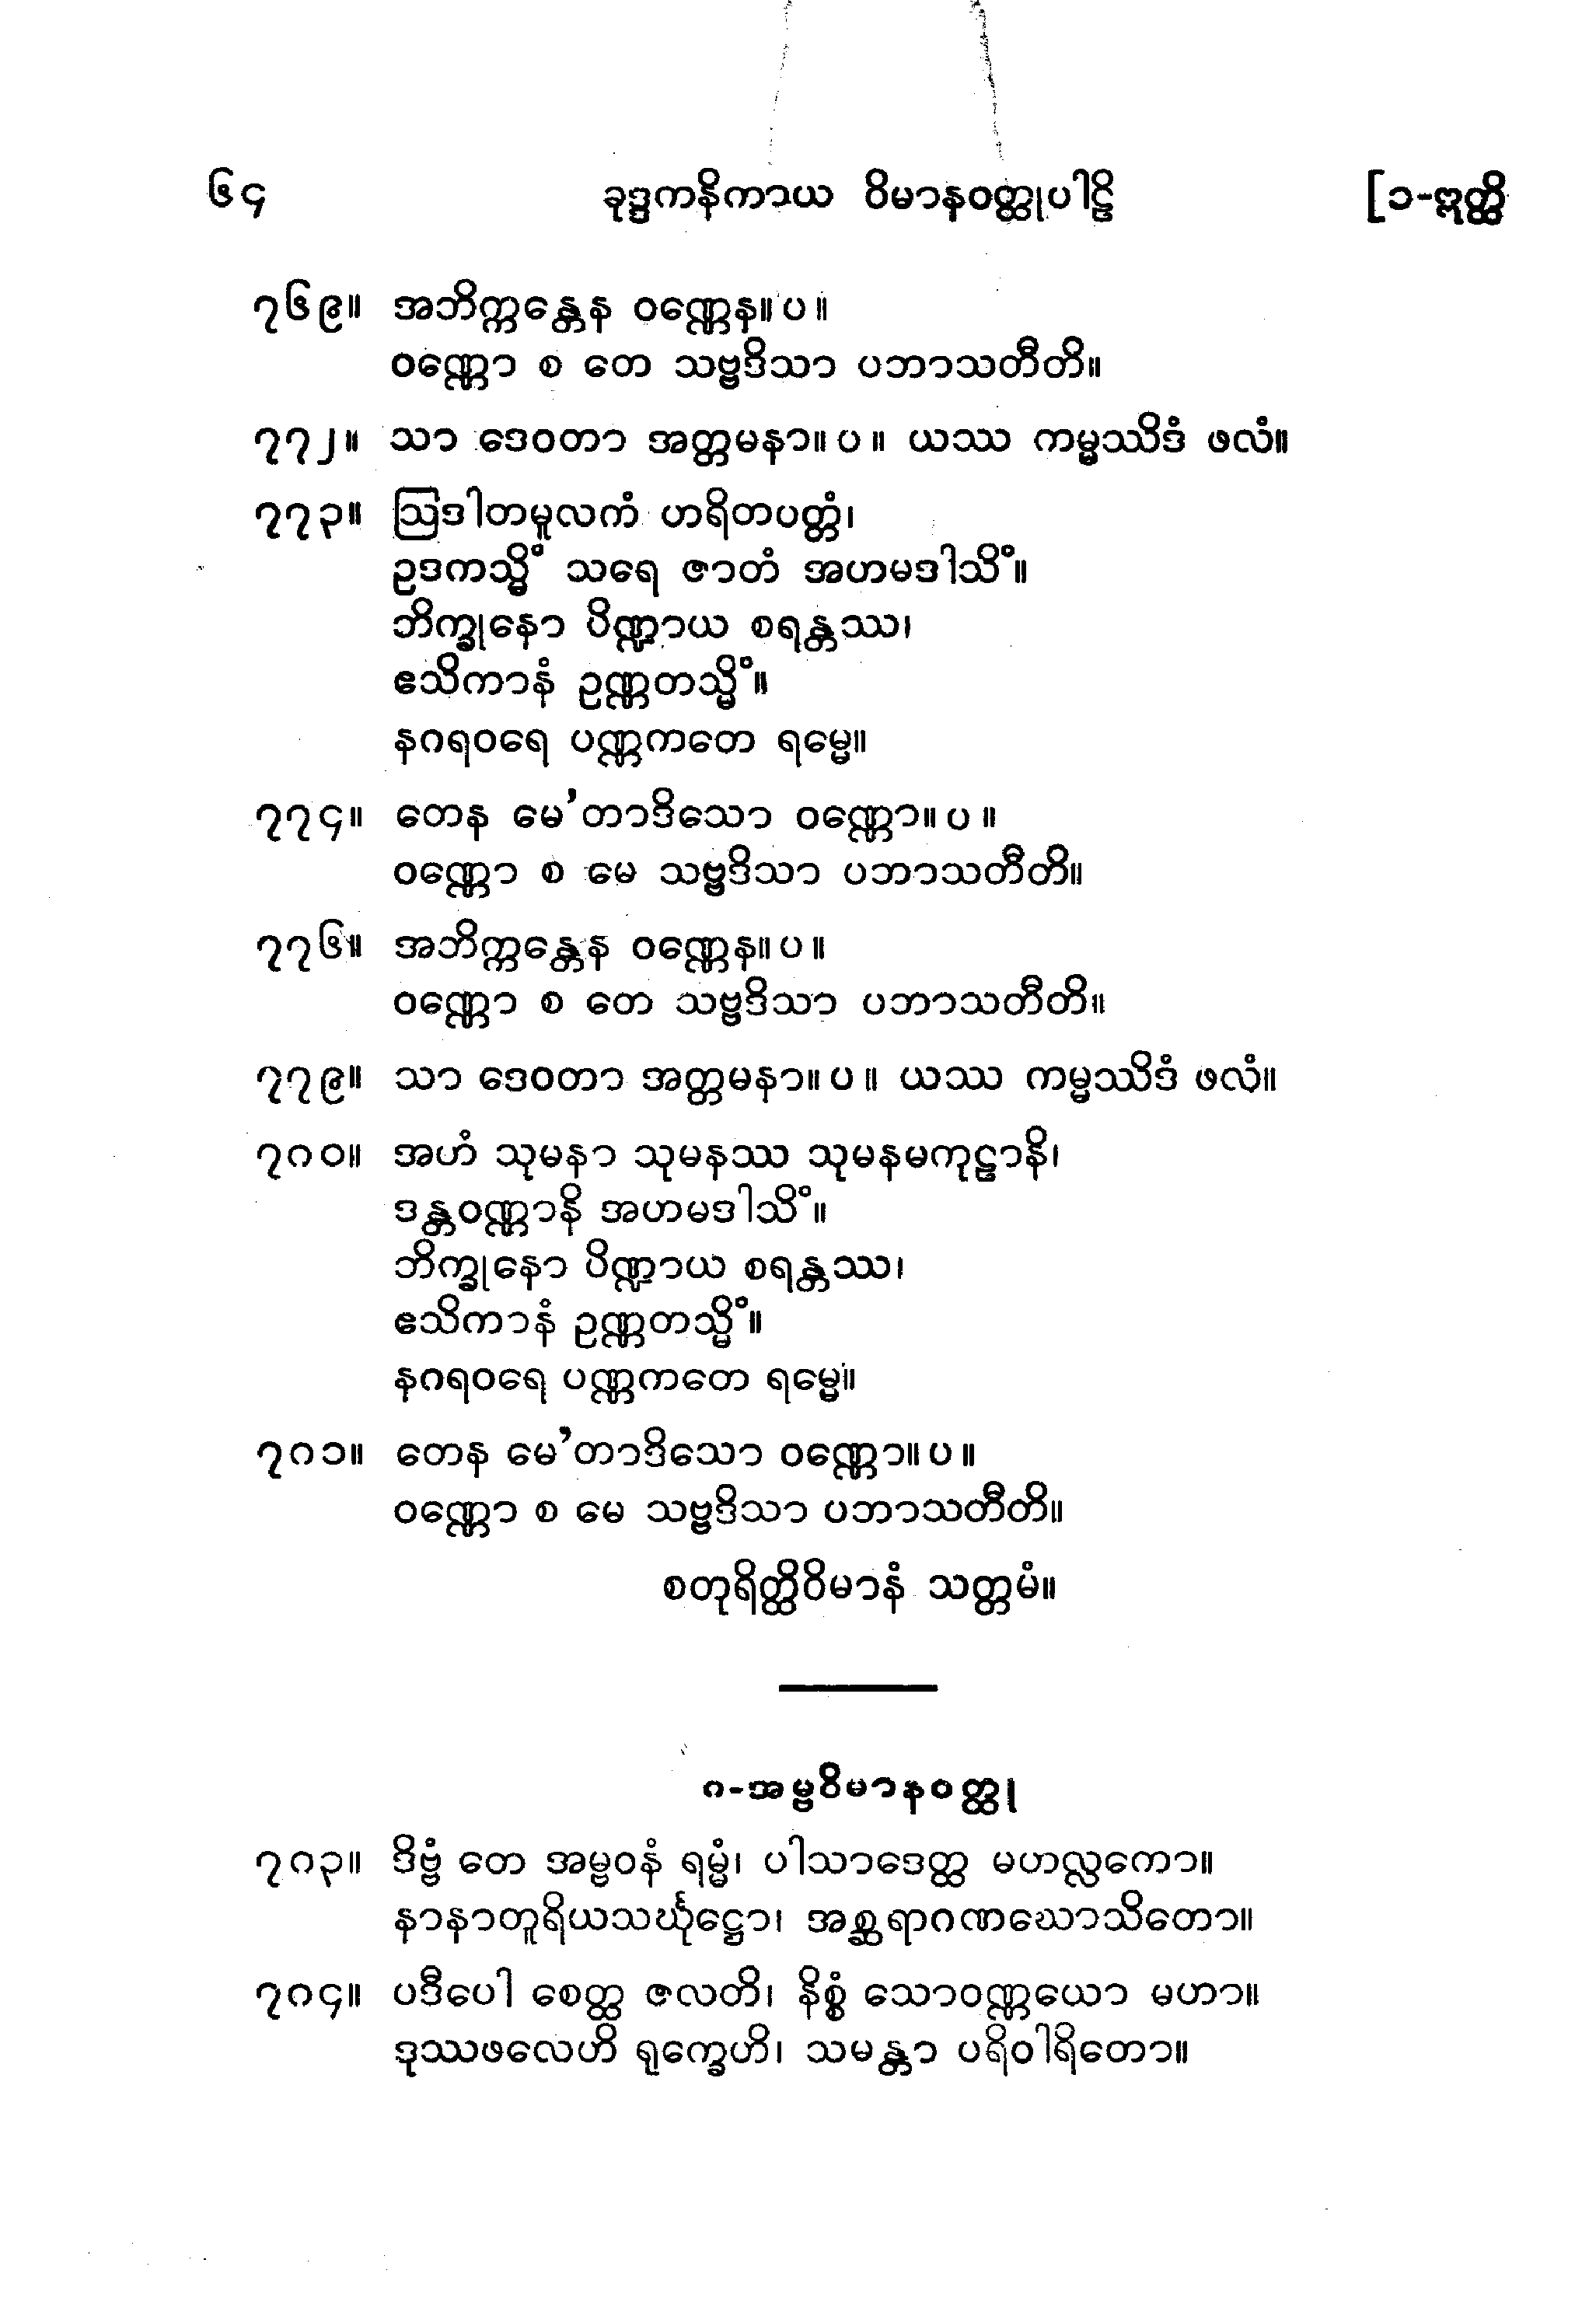 ၆၄ ခုဒ္ဒကနိကာယ ဝိမာနဝတ္ထုပါဠိ [၁-ဣတ္ထိ
၇၆၉။ အဘိက္ကန္တေန ဝဏ္ဏေန။ပ။
ဝဏ္ဏော စ တေ သဗ္ဗဒိသာ ပဘာသတီတိ။
၇၇၂။ သာ ဒေဝတာ အတ္တမနာ။ပ။ ယဿ ကမ္မဿိဒံ ဖလံ။
၇၇၃။ ဩဒါတမူလကံ ဟရိတပတ္တံ၊
ဥဒကသ္မိံ သရေ ဇာတံ အဟမဒါသိံ။
ဘိက္ခုနော ပိဏ္ဍာယ စရန္တဿ၊
ဧသိကာနံ ဥဏ္ဏတသ္မိံ။
နဂရဝရေ ပဏ္ဏကတေ ရမ္မေ။
၇၇၄။ တေန မေ’တာဒိသော ဝဏ္ဏော။ပ။
ဝဏ္ဏော စ မေ သဗ္ဗဒိသာ ပဘာသတီတိ။
၇၇၆။ အဘိက္ကန္တေန ဝဏ္ဏေန။ပ။
ဝဏ္ဏော စ တေ သဗ္ဗဒိသာ ပဘာသတီတိ။
၇၇၉။ သာ ဒေဝတာ အတ္တမနာ။ပ။ ယဿ ကမ္မဿိဒံ ဖလံ။
၇၈၀။ အဟံ သုမနာ သုမနဿ သုမနမကုဠာနိ၊
ဒန္တဝဏ္ဏာနိ အဟမဒါသိံ။
ဘိက္ခုနော ပိဏ္ဍာယ စရန္တဿ၊
ဧသိကာနံ ဥဏ္ဏတသ္မိံ။
နဂရဝရေ ပဏ္ဏကတေ ရမ္မေ။
၇၈၁။ တေန မေ’တာဒိသော ဝဏ္ဏော။ပ။
ဝဏ္ဏော စ မေ သဗ္ဗဒိသာ ပဘာသတီတိ။
စတုရိတ္ထိဝိမာနံ သတ္တမံ။
၈-အမ္ဗဝိမာနဝတ္ထု
၇၈၃။ ဒိဗ္ဗံ တေ အမ္ဗဝနံ ရမ္မံ၊ ပါသာဒေတ္ထ မဟလ္လကော။
နာနာတူရိယသင်္ဃုဋ္ဌော၊ အစ္ဆရာဂဏဃောသိတော။
၇၈၄။ ပဒီပေါ စေတ္ထ ဇလတိ၊ နိစ္စံ သောဝဏ္ဏယော မဟာ။
ဒုဿဖလေဟိ ရုက္ခေဟိ၊ သမန္တာ ပရိဝါရိတော။